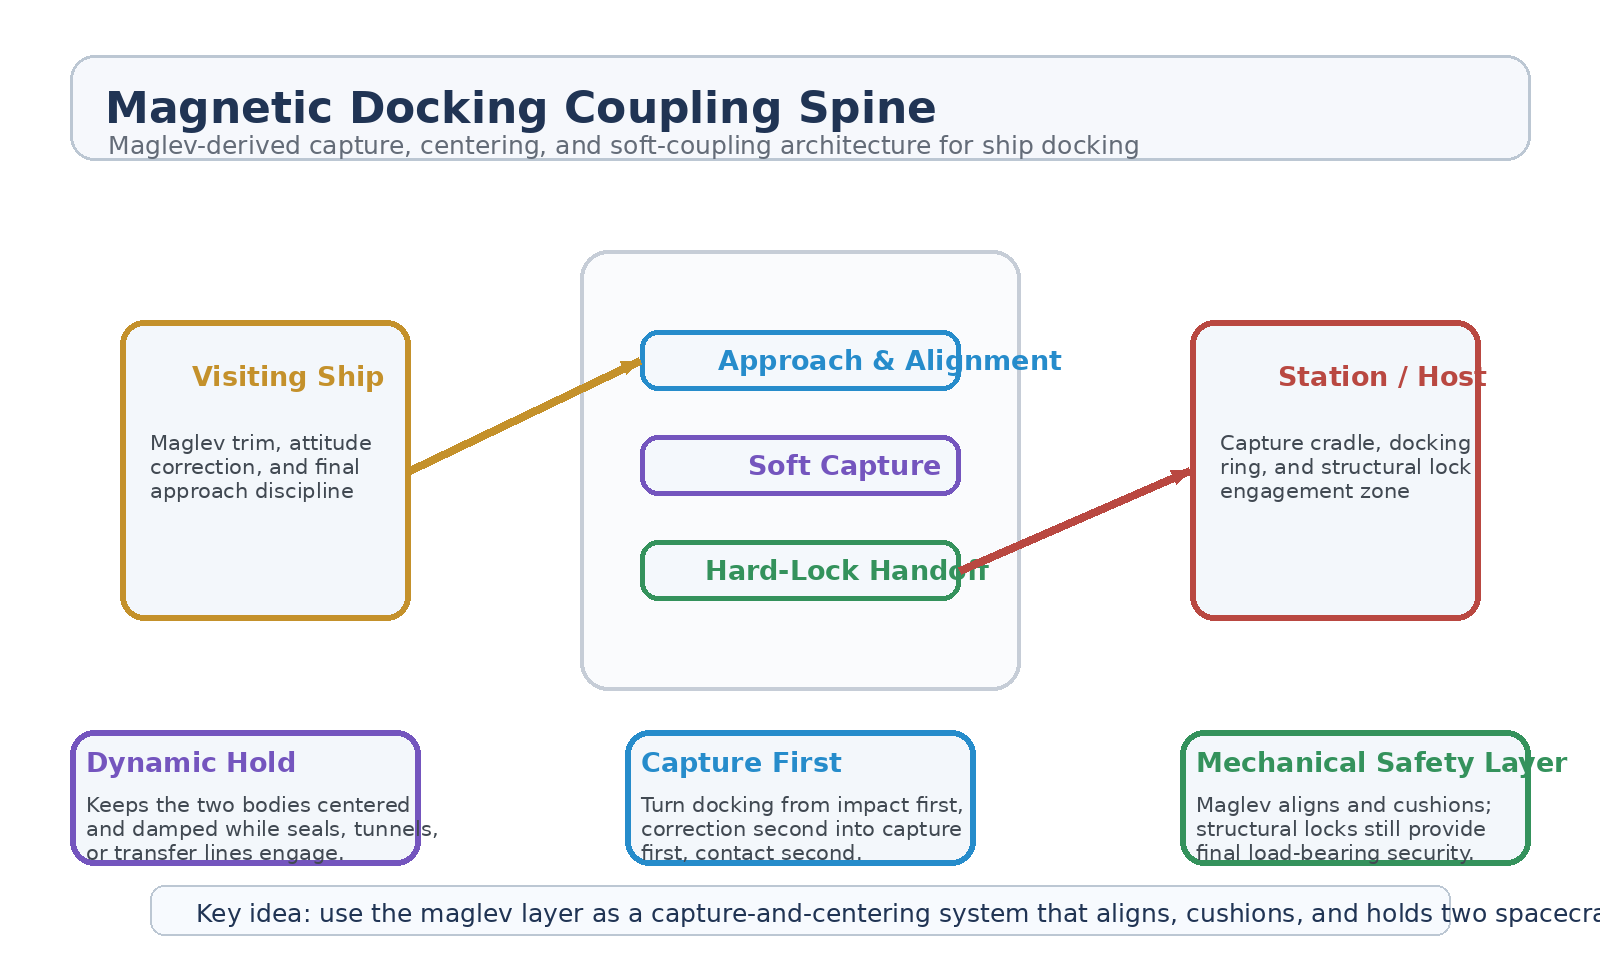 Magnetic Docking Coupling Spine
Maglev-derived capture, centering, and soft-coupling architecture for ship docking
Visiting Ship
Maglev trim, attitude
correction, and final
approach discipline
Approach & Alignment
Soft Capture
Hard-Lock Handoff
Station / Host
Capture cradle, docking
ring, and structural lock
engagement zone
Dynamic Hold
Keeps the two bodies centered
and damped while seals, tunnels,
or transfer lines engage.
Capture First
Turn docking from impact first,
correction second into capture
first, contact second.
Mechanical Safety Layer
Maglev aligns and cushions;
structural locks still provide
final load-bearing security.
Key idea: use the maglev layer as a capture-and-centering system that aligns, cushions, and holds two